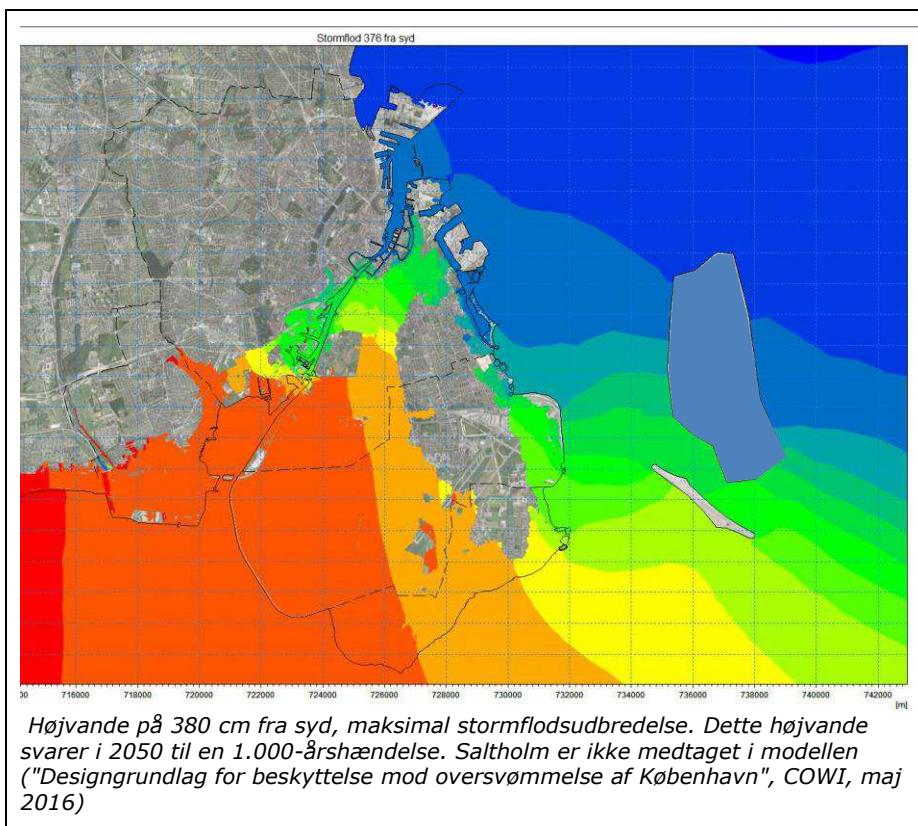 Stormflod 376 fra syd
00 716000 718000 720000 722000 724000 726000 728000 730000 732000 734000 736000 738000 740000 742000
[m]
Højvande på 380 cm fra syd, maksimal stormflodsudbredelse. Dette højvande
svarer i 2050 til en 1.000-årshændelse. Saltholm er ikke medtaget i modellen
("Designgrundlag for beskyttelse mod oversvømmelse af København", COWI, maj
2016)